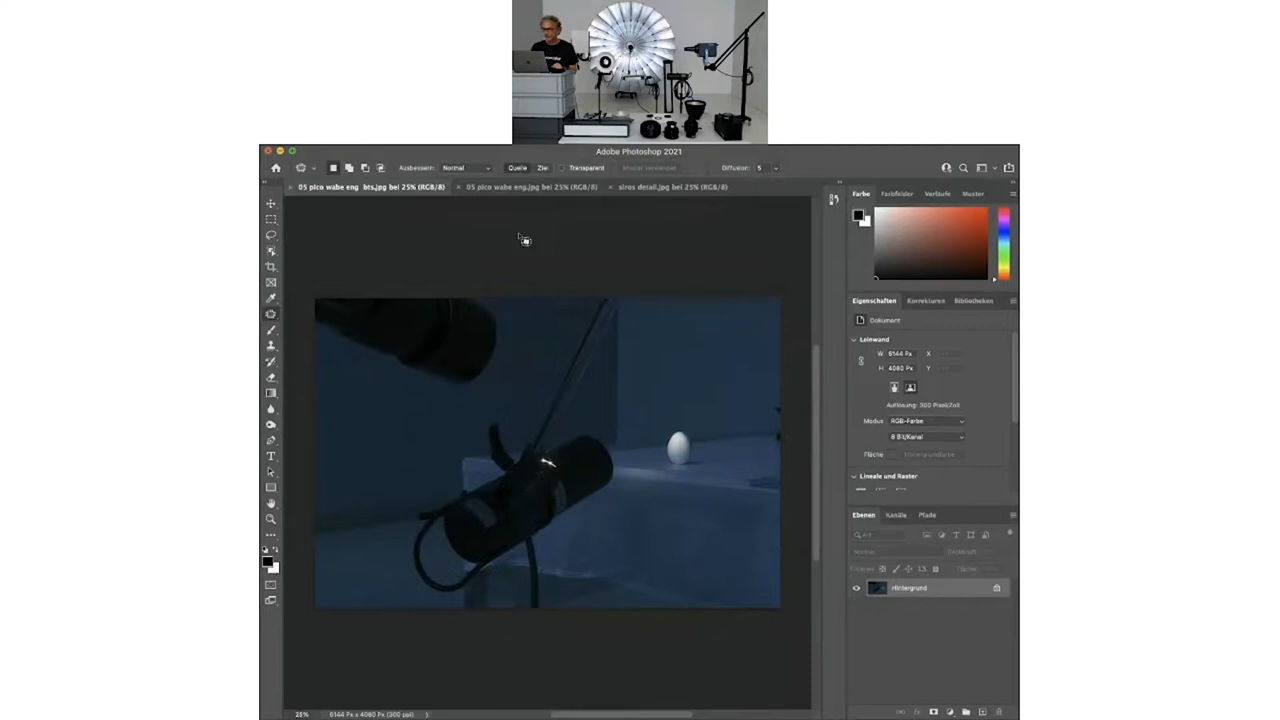 Adobe Photoshop 2021
Ausbessern: Normal Quelle Ziel Transparent Diffusion: 5
05 pico wabe eng bts.jpg bei 25% (RGB/8) 05 pico wabe eng.jpg bei 25% (RGB/8) siros detail.jpg bei 25% (RGB/8)
Farbe Farbfelder Verläufe Muster
Eigenschaften Korrekturen Bibliotheken
Dokument
Leinwand
W 6144 Px X
H 4080 Px Y
Auflösung: 300 Pixel/Zoll
Modus RGB-Farbe
8 Bit/Kanal
Fläche Hintergrundfarbe
Lineale und Raster
Ebenen Kanäle Pfade
Art
Normal
Hintergrund
25% 6144 Px x 4080 Px (300 ppi)